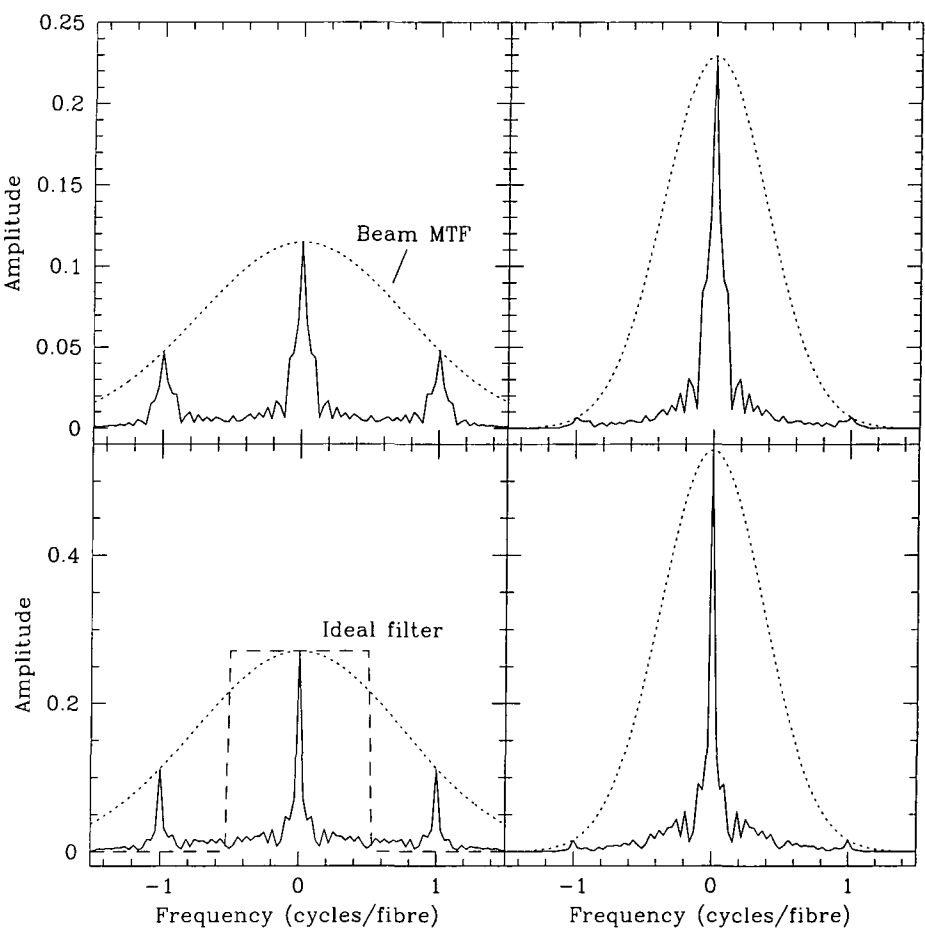 0.25
0.2
0.15
0.1
0.05
0
Amplitude
Beam MTF
0.4
0.2
0
Amplitude
Ideal filter
−1 0 1
Frequency (cycles/fibre)
−1 0 1
Frequency (cycles/fibre)